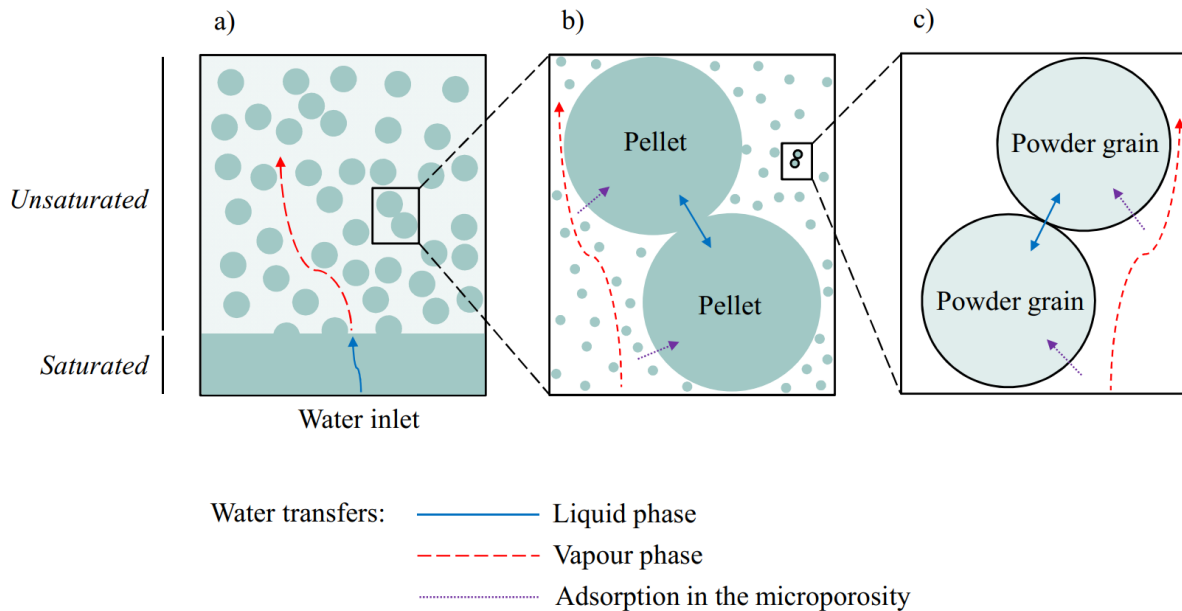 a)
b)
c)
Unsaturated
Saturated
Pellet
Pellet
Powder grain
Powder grain
Water inlet
Water transfers:
Liquid phase
Vapour phase
Adsorption in the microporosity